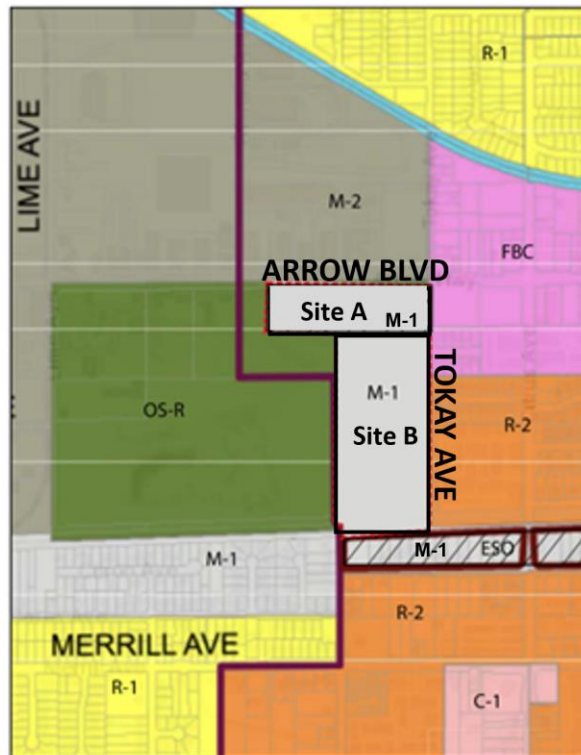 R-1
LIME AVE
M-2
FBC
ARROW BLVD
Site A
M-1
TOKAY AVE
M-1
OS-R
R-2
Site B
M-1
ESO
M-1
R-2
MERRILL AVE
R-1
C-1